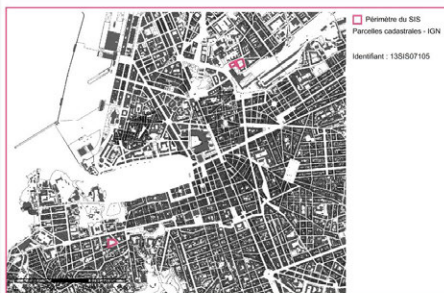 Périmètre du SIS
Parcelles cadastrales - IGN
Identifiant : 13SIS07105